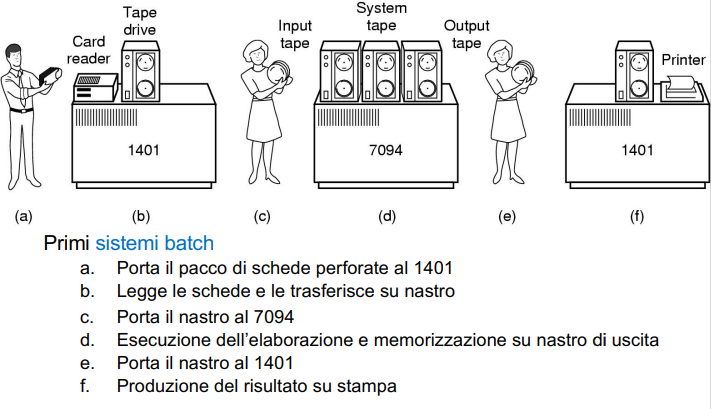 Tape
drive
Card
reader
Input
tape
System
tape
Output
tape
Printer
1401
7094
1401
(a) (b) (c) (d) (e) (f)
Primi sistemi batch
a. Porta il pacco di schede perforate al 1401
b. Legge le schede e le trasferisce su nastro
c. Porta il nastro al 7094
d. Esecuzione dell'elaborazione e memorizzazione su nastro di uscita
e. Porta il nastro al 1401
f. Produzione del risultato su stampa